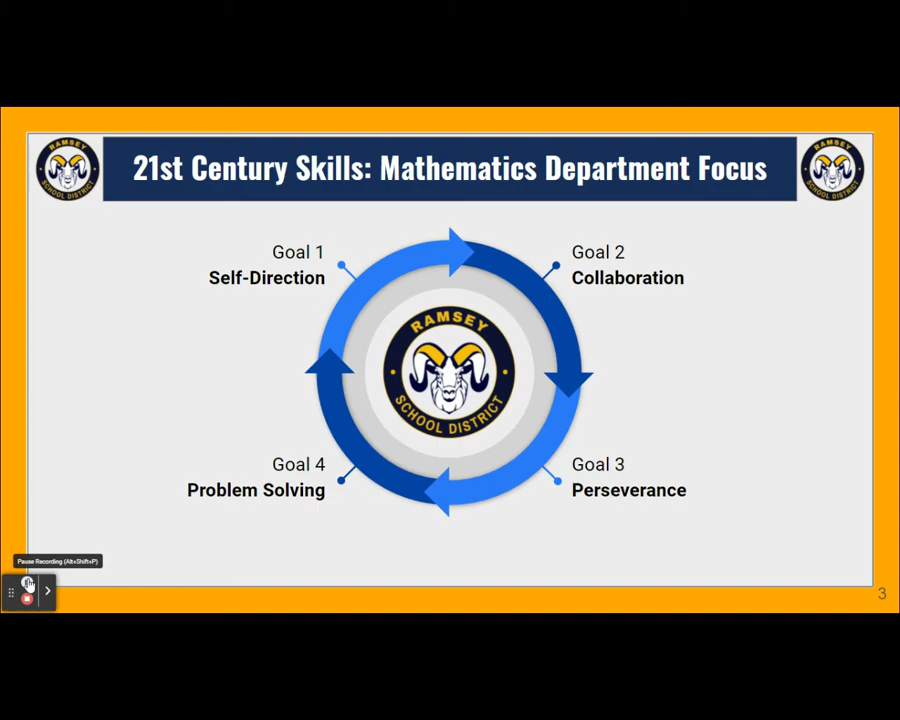 RAMSEY
SCHOOL DISTRICT
21st Century Skills: Mathematics Department Focus
RAMSEY
SCHOOL DISTRICT
Goal 1
Self-Direction
Goal 2
Collaboration
RAMSEY
SCHOOL DISTRICT
Goal 4
Problem Solving
Goal 3
Perseverance
Pause Recording (Alt+Shift+P)
3